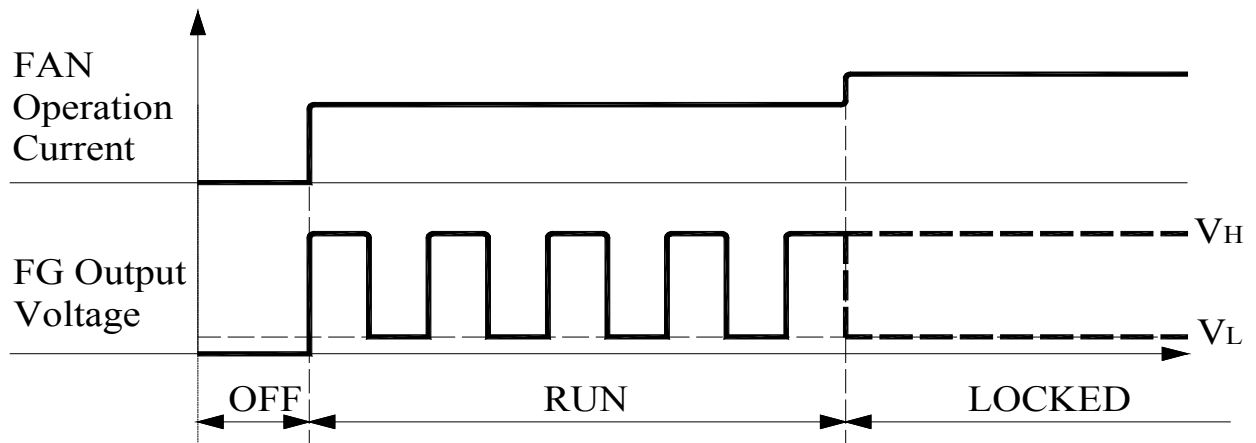 FAN
Operation
Current
VH
FG Output
Voltage
VL
OFF
RUN
LOCKED